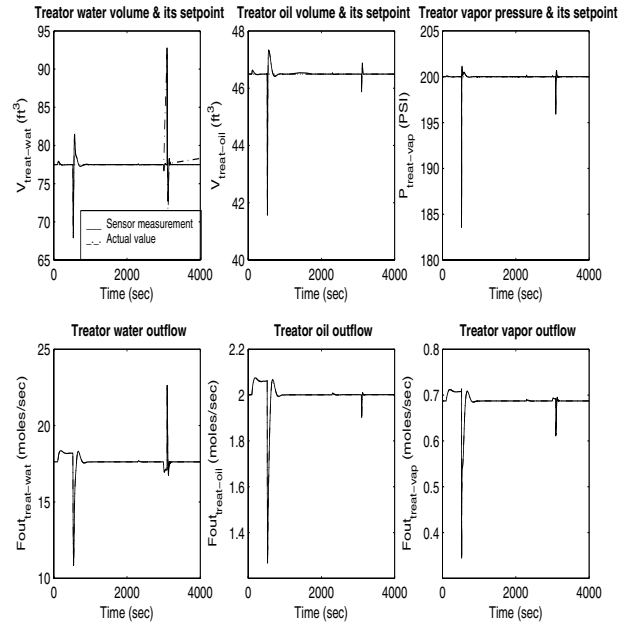 Treator water volume & its setpoint
Treator oil volume & its setpoint
Treator vapor pressure & its setpoint
95
90
85
80
75
70
65
V_treat-wat (ft^3)
Sensor measurement
Actual value
0
2000
4000
Time (sec)
48
46
44
42
40
V_treat-oil (ft^3)
0
2000
4000
Time (sec)
205
200
195
190
185
180
P_treat-vap (PSI)
0
2000
4000
Time (sec)
Treator water outflow
Treator oil outflow
Treator vapor outflow
25
20
15
10
Fout_treat-wat (moles/sec)
0
2000
4000
Time (sec)
2.2
2
1.8
1.6
1.4
Fout_treat-oil (moles/sec)
0
2000
4000
Time (sec)
0.8
0.7
0.6
0.5
0.4
Fout_treat-vap (moles/sec)
0
2000
4000
Time (sec)